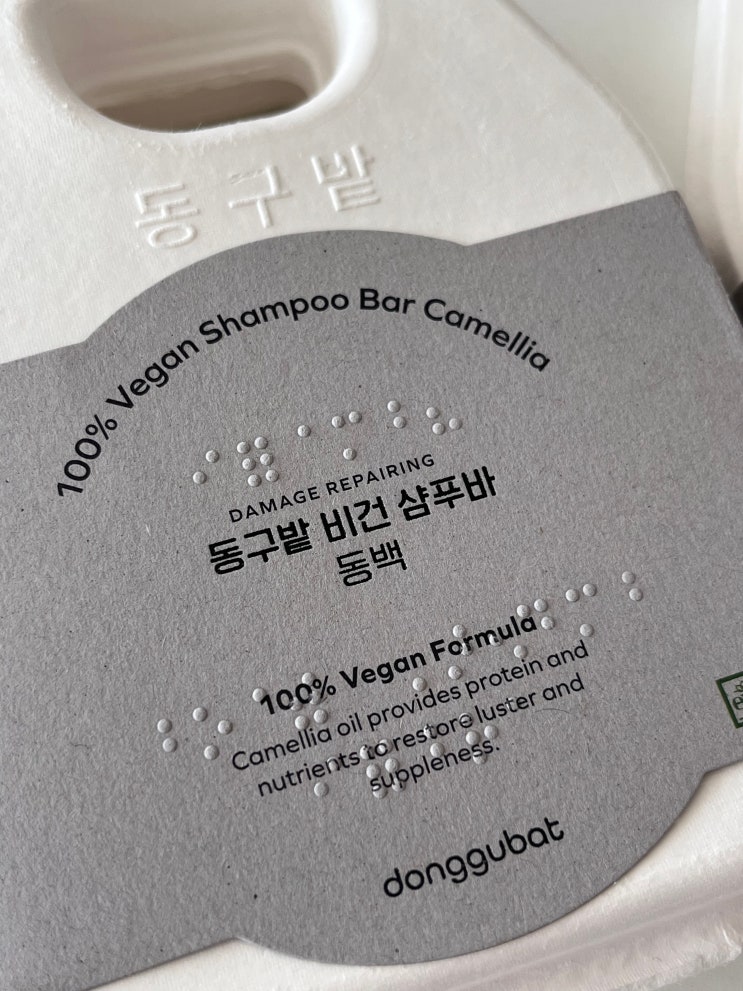 동구밭
100% Vegan Shampoo Bar Camellia
DAMAGE REPAIRING
동구밭 비건 샴푸바
동백
100% Vegan Formula
Camellia oil provides protein and
nutrients to restore luster and
suppleness.
donggubat